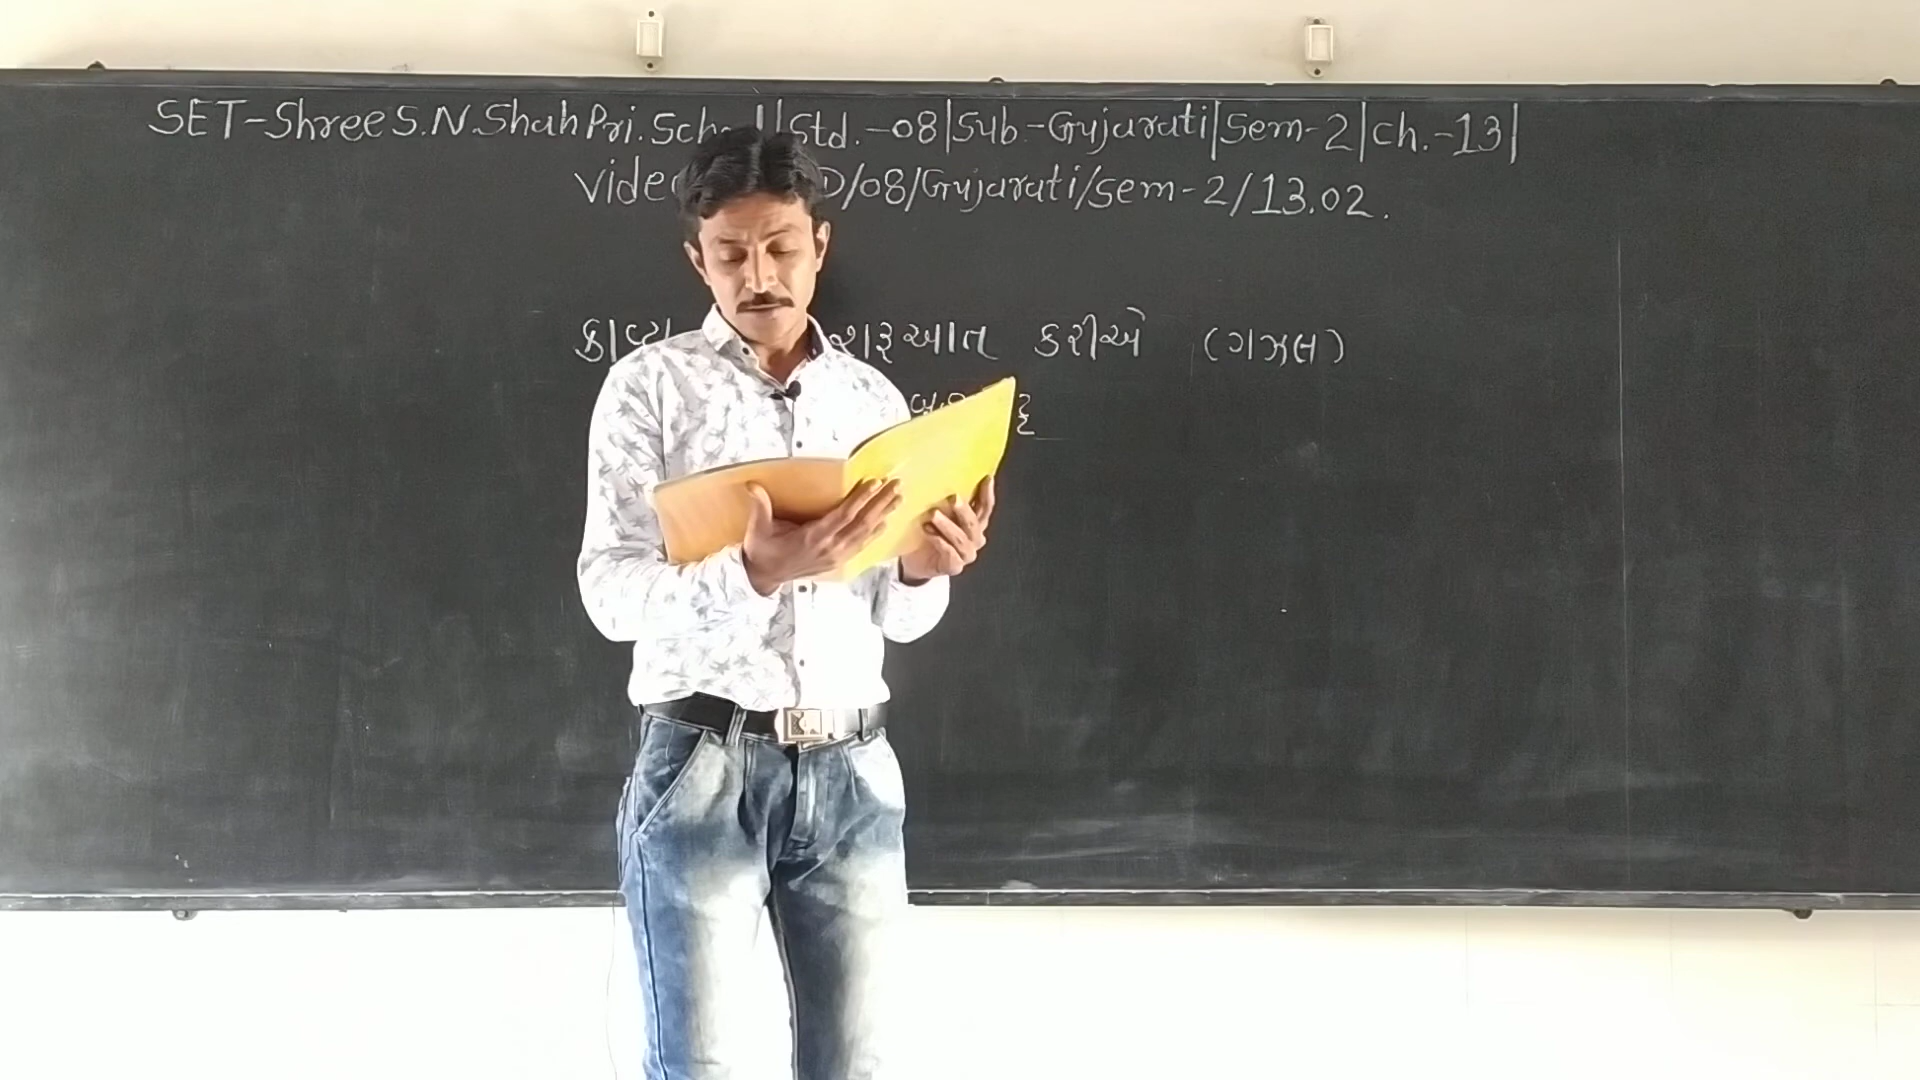 SET-Shree S.N.Shah Pri. Sch |Std.-08|Sub-Gujarati|Sem-2|Ch.-13|
Video D/08/Gujarati/Sem-2/13.02.
કાવ્ય શરૂઆત કરીએ (ગઝલ)